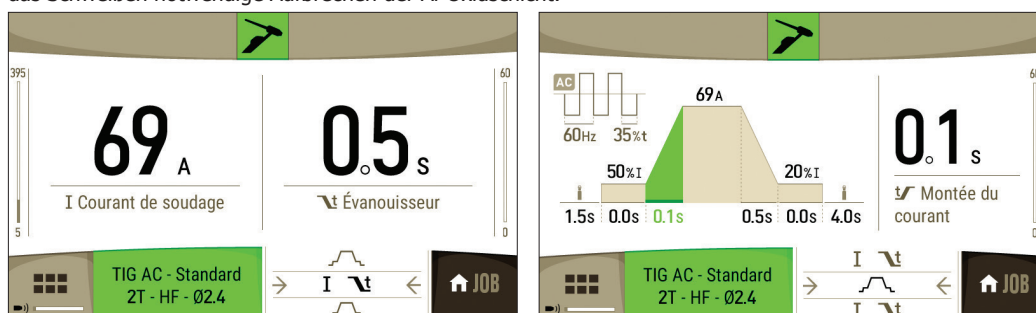 das Schweißen notwendige Aufbrechen der Al-Oxidschicht.
395
60
69 A
0.5 s
I Courant de soudage
t Évanouisseur
5
0
TIG AC - Standard
2T - HF - Ø2.4
I t
JOB
AC
60Hz 35%t
69A
50%I
20%I
1.5s 0.0s 0.1s 0.5s 0.0s 4.0s
0.1 s
t Montée du
courant
TIG AC - Standard
2T - HF - Ø2.4
I t
I t
JOB